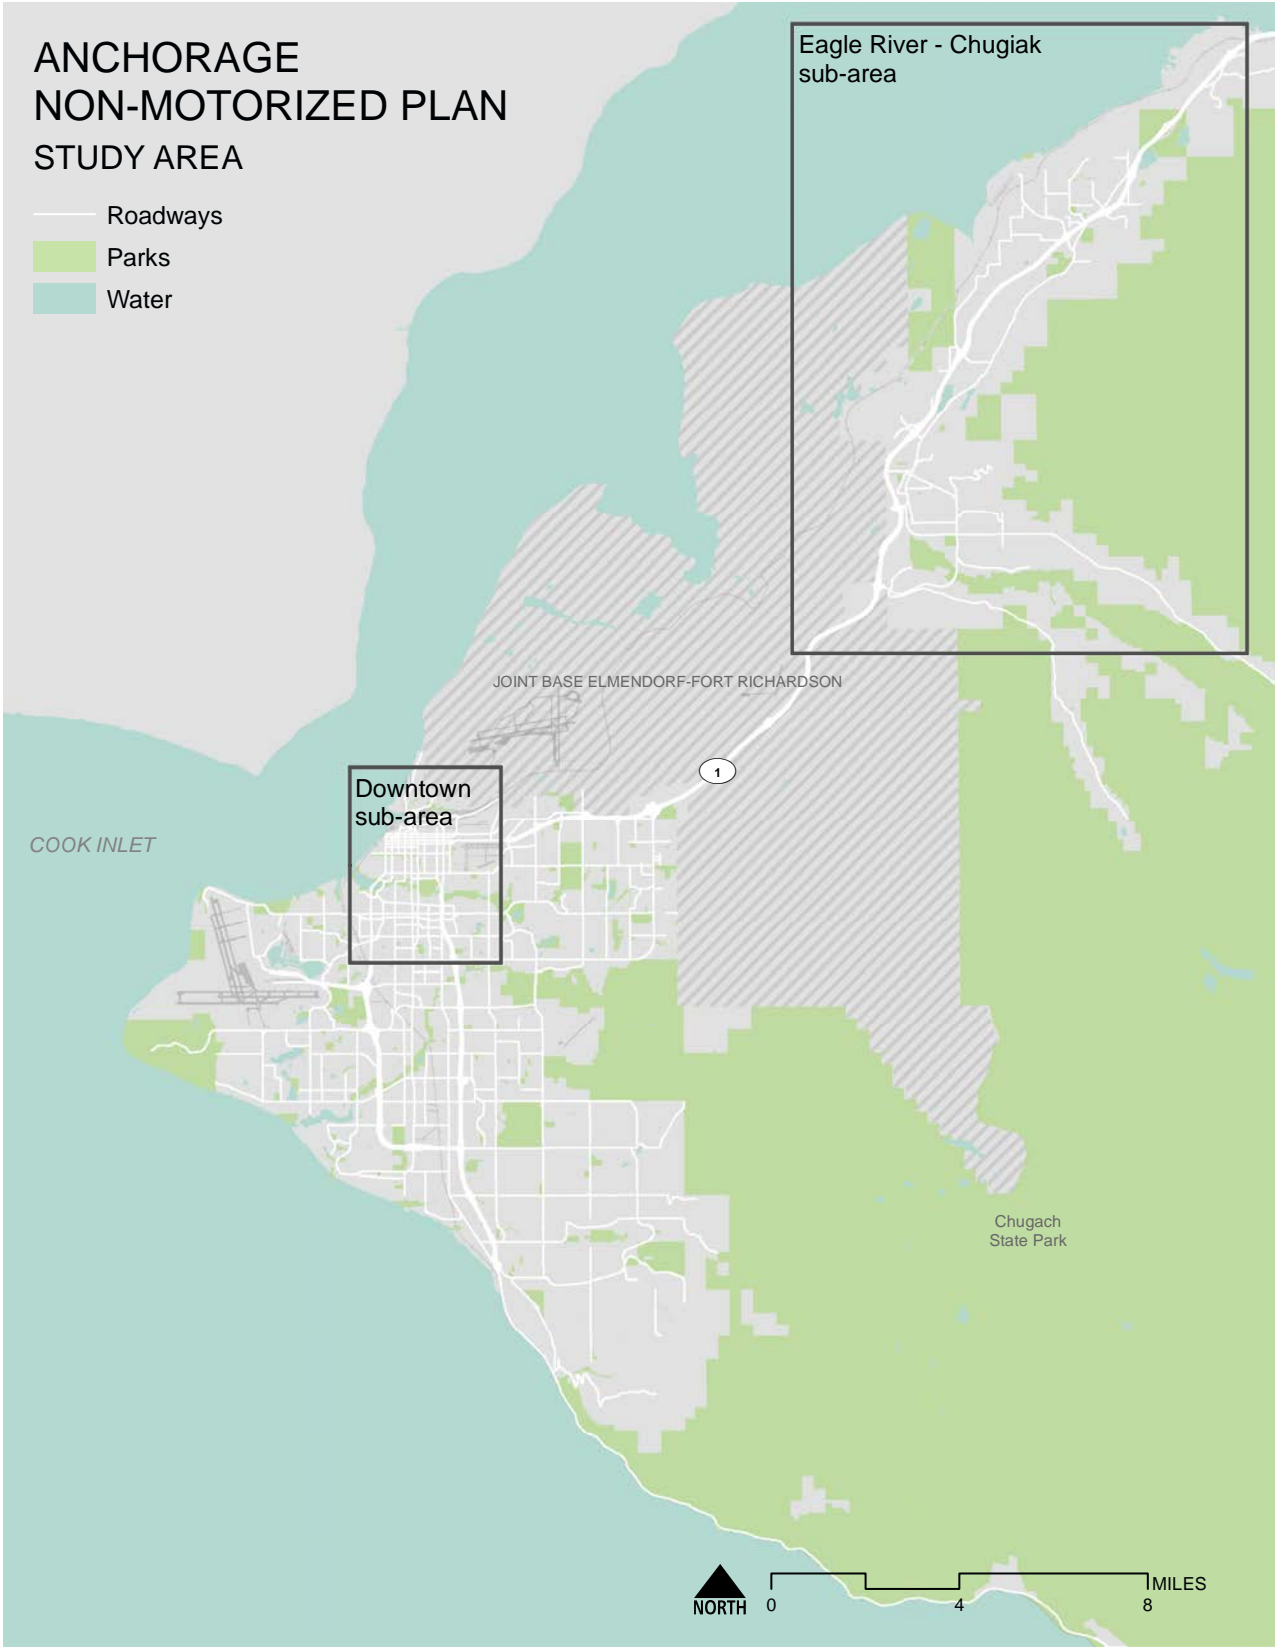 ANCHORAGE
NON-MOTORIZED PLAN
STUDY AREA
Roadways
Parks
Water
Eagle River - Chugiak
sub-area
JOINT BASE ELMENDORF-FORT RICHARDSON
1
Downtown
sub-area
COOK INLET
Chugach
State Park
NORTH
0 4 8 MILES